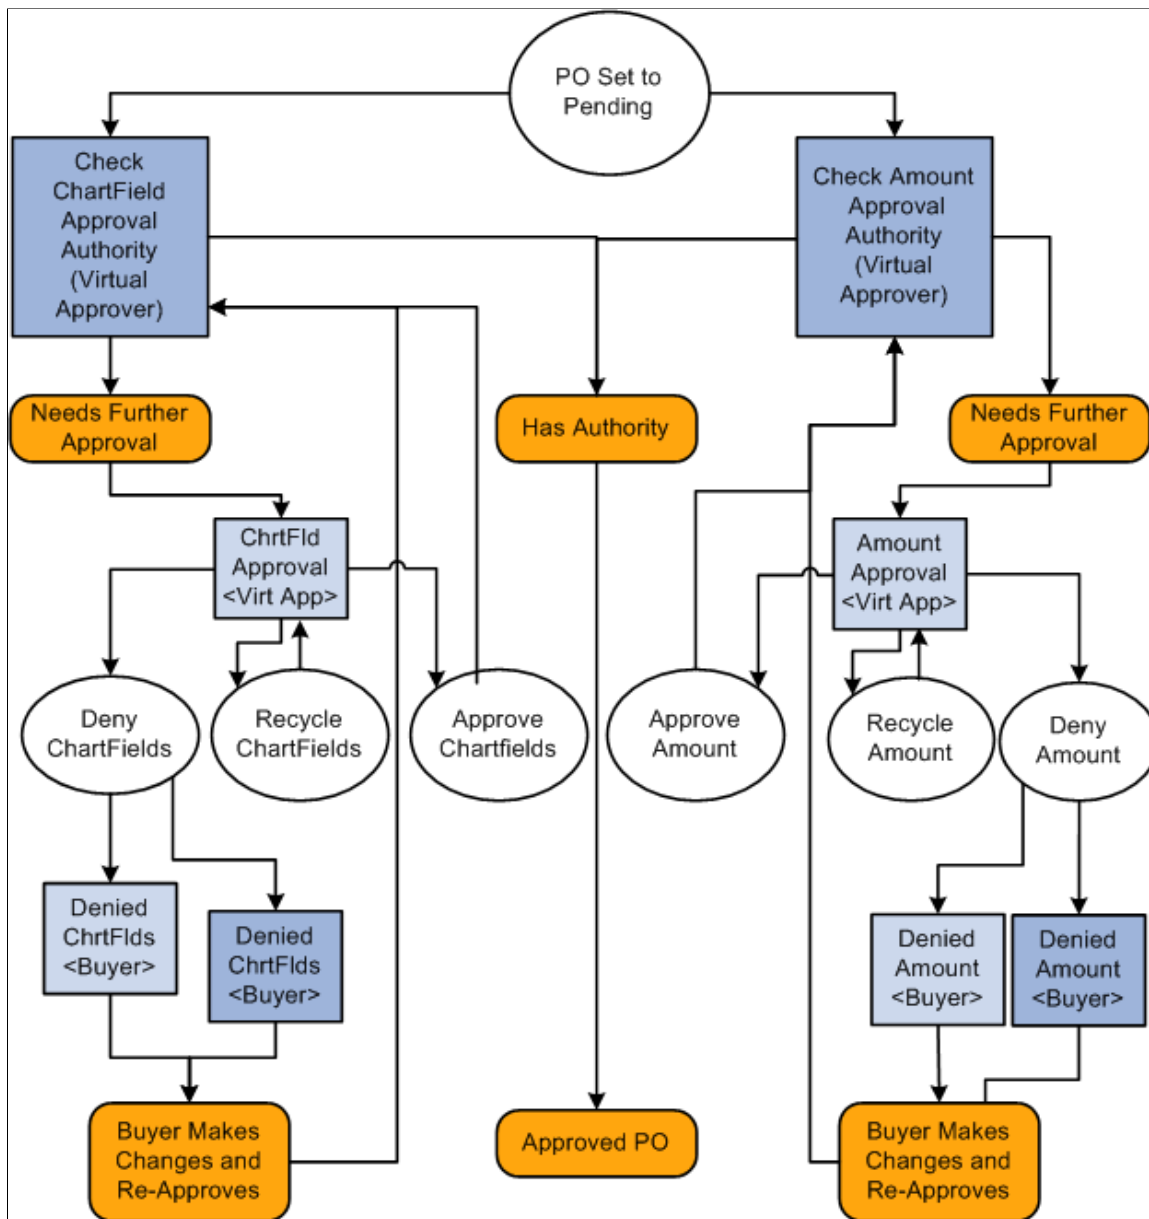 PO Set to
Pending
Check
ChartField
Approval
Authority
(Virtual
Approver)
Check Amount
Approval
Authority
(Virtual
Approver)
Needs Further
Approval
Has Authority
Needs Further
Approval
ChrtFld
Approval
<Virt App>
Amount
Approval
<Virt App>
Deny
ChartFields
Recycle
ChartFields
Approve
Chartfields
Approve
Amount
Recycle
Amount
Deny
Amount
Denied
ChrtFlds
<Buyer>
Denied
ChrtFlds
<Buyer>
Denied
Amount
<Buyer>
Denied
Amount
<Buyer>
Buyer Makes
Changes and
Re-Approves
Approved PO
Buyer Makes
Changes and
Re-Approves